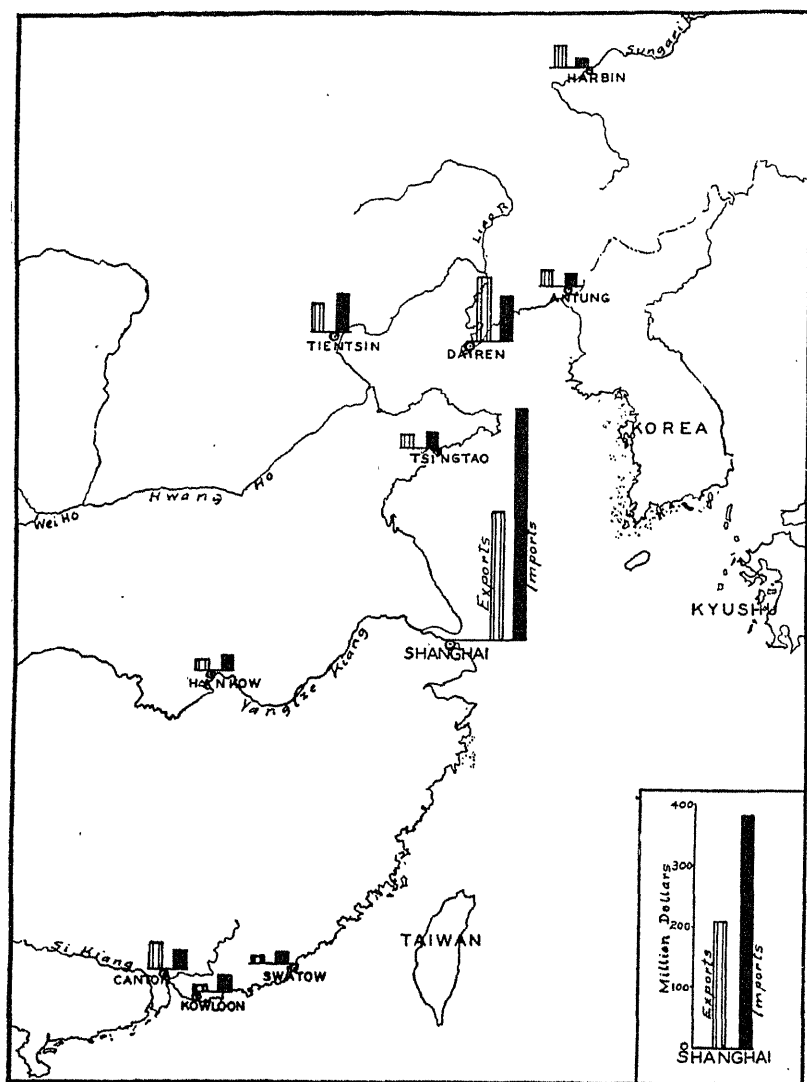 Sungari R
HARBIN
Liao R
ANTUNG
TIENTSIN
DAIREN
KOREA
TSINGTAO
Hwang Ho
Wei Ho
Exports
Imports
KYUSHU
SHANGHAI
HANKOW
Yangtze Kiang
Si Kiang
CANTON
SWATOW
KOWLOON
TAIWAN
400
300
200
100
0
Million Dollars
Exports
Imports
SHANGHAI